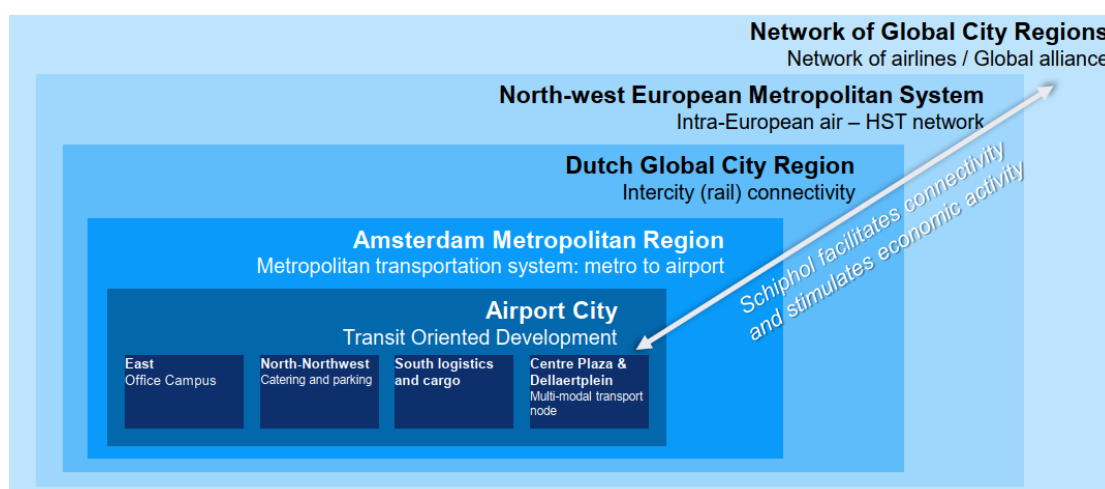 Network of Global City Regions
Network of airlines / Global alliance
North-west European Metropolitan System
Intra-European air – HST network
Dutch Global City Region
Intercity (rail) connectivity
Amsterdam Metropolitan Region
Metropolitan transportation system: metro to airport
Airport City
Transit Oriented Development
East
Office Campus
North-Northwest
Catering and parking
South logistics
and cargo
Centre Plaza &
Dellaertplein
Multi-modal transport
node
Schiphol facilitates connectivity
and stimulates economic activity